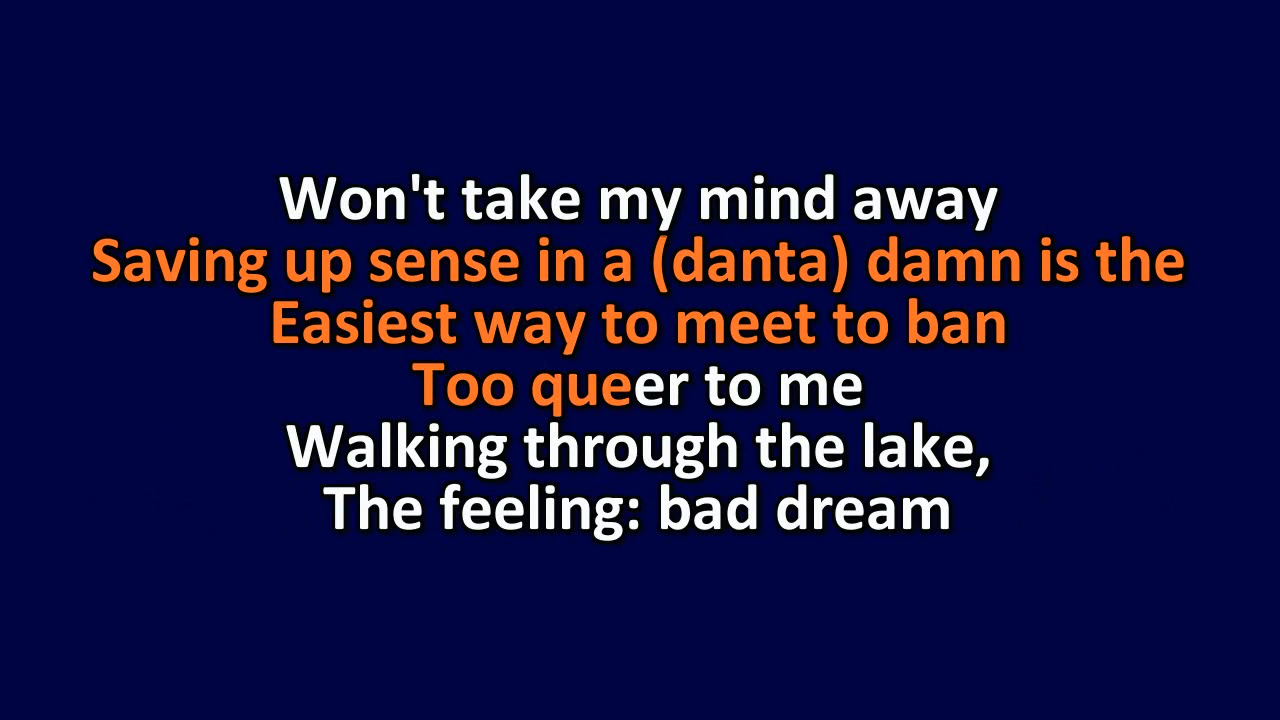 Won't take my mind away
Saving up sense in a (danta) damn is the
Easiest way to meet to ban
Too queer to me
Walking through the lake,
The feeling: bad dream